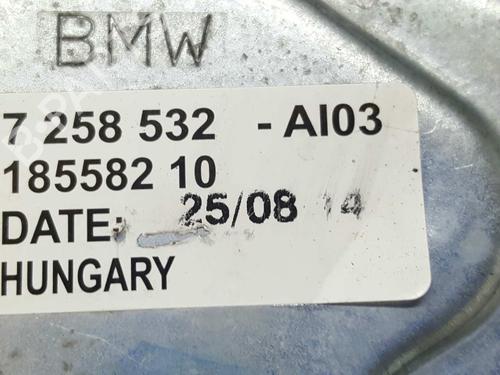 BMW
7 258 532 - AI03
185582 10
DATE: 25/08 14
HUNGARY